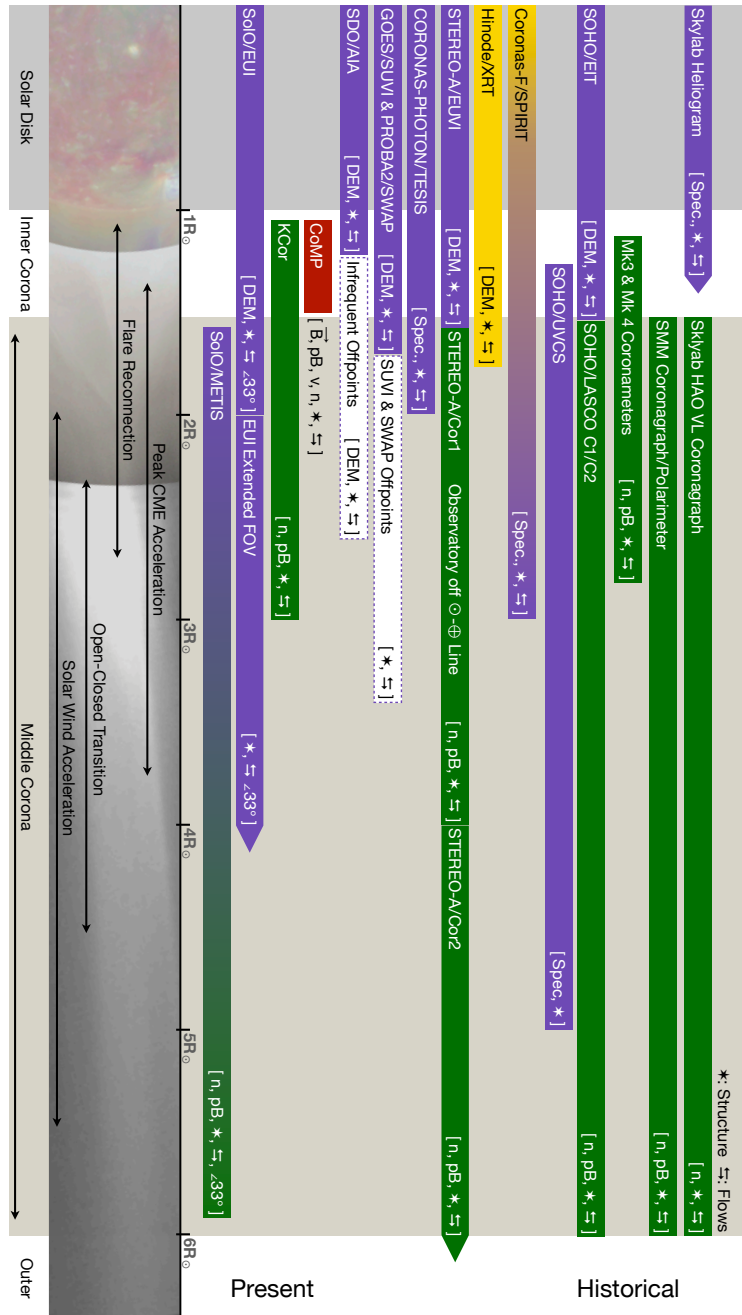 ✶: Structure ⇆: Flows
Skylab Heliogram [ Spec., ✶, ⇆ ]
Sklyab HAO VL Coronagraph [ n, ✶, ⇆ ]
SMM Coronagraph/Polarimeter [ n, pB, ✶, ⇆ ]
Mk3 & Mk 4 Coronameters [ n, pB, ✶, ⇆ ]
SOHO/EIT [ DEM, ✶, ⇆ ]
SOHO/LASCO C1/C2 [ n, pB, ✶, ⇆ ]
SOHO/UVCS [ Spec, ✶ ]
Coronas-F/SPIRIT [ Spec., ✶, ⇆ ]
Hinode/XRT [ DEM, ✶, ⇆ ]
STEREO-A/EUVI [ DEM, ✶, ⇆ ]
STEREO-A/Cor1 Observatory off ⊙-⊕ Line [ n, pB, ✶, ⇆ ]
STEREO-A/Cor2 [ n, pB, ✶, ⇆ ]
CORONAS-PHOTON/TESIS [ Spec., ✶, ⇆ ]
GOES/SUVI & PROBA2/SWAP [ DEM, ✶, ⇆ ]
SUVI & SWAP Offpoints [ ✶, ⇆ ]
SDO/AIA [ DEM, ✶, ⇆ ]
Infrequent Offpoints [ DEM, ✶, ⇆ ]
CoMP [ B⃗, pB, v, n, ✶, ⇆ ]
KCor [ n, pB, ✶, ⇆ ]
SolO/EUI [ DEM, ✶, ⇆ ∠33° ]
EUI Extended FOV [ ✶, ⇆ ∠33° ]
SolO/METIS [ n, pB, ✶, ⇆, ∠33° ]
Historical
Present
1R⊙
2R⊙
3R⊙
4R⊙
5R⊙
6R⊙
Peak CME Acceleration
Flare Reconnection
Open-Closed Transition
Solar Wind Acceleration
Solar Disk
Inner Corona
Middle Corona
Outer